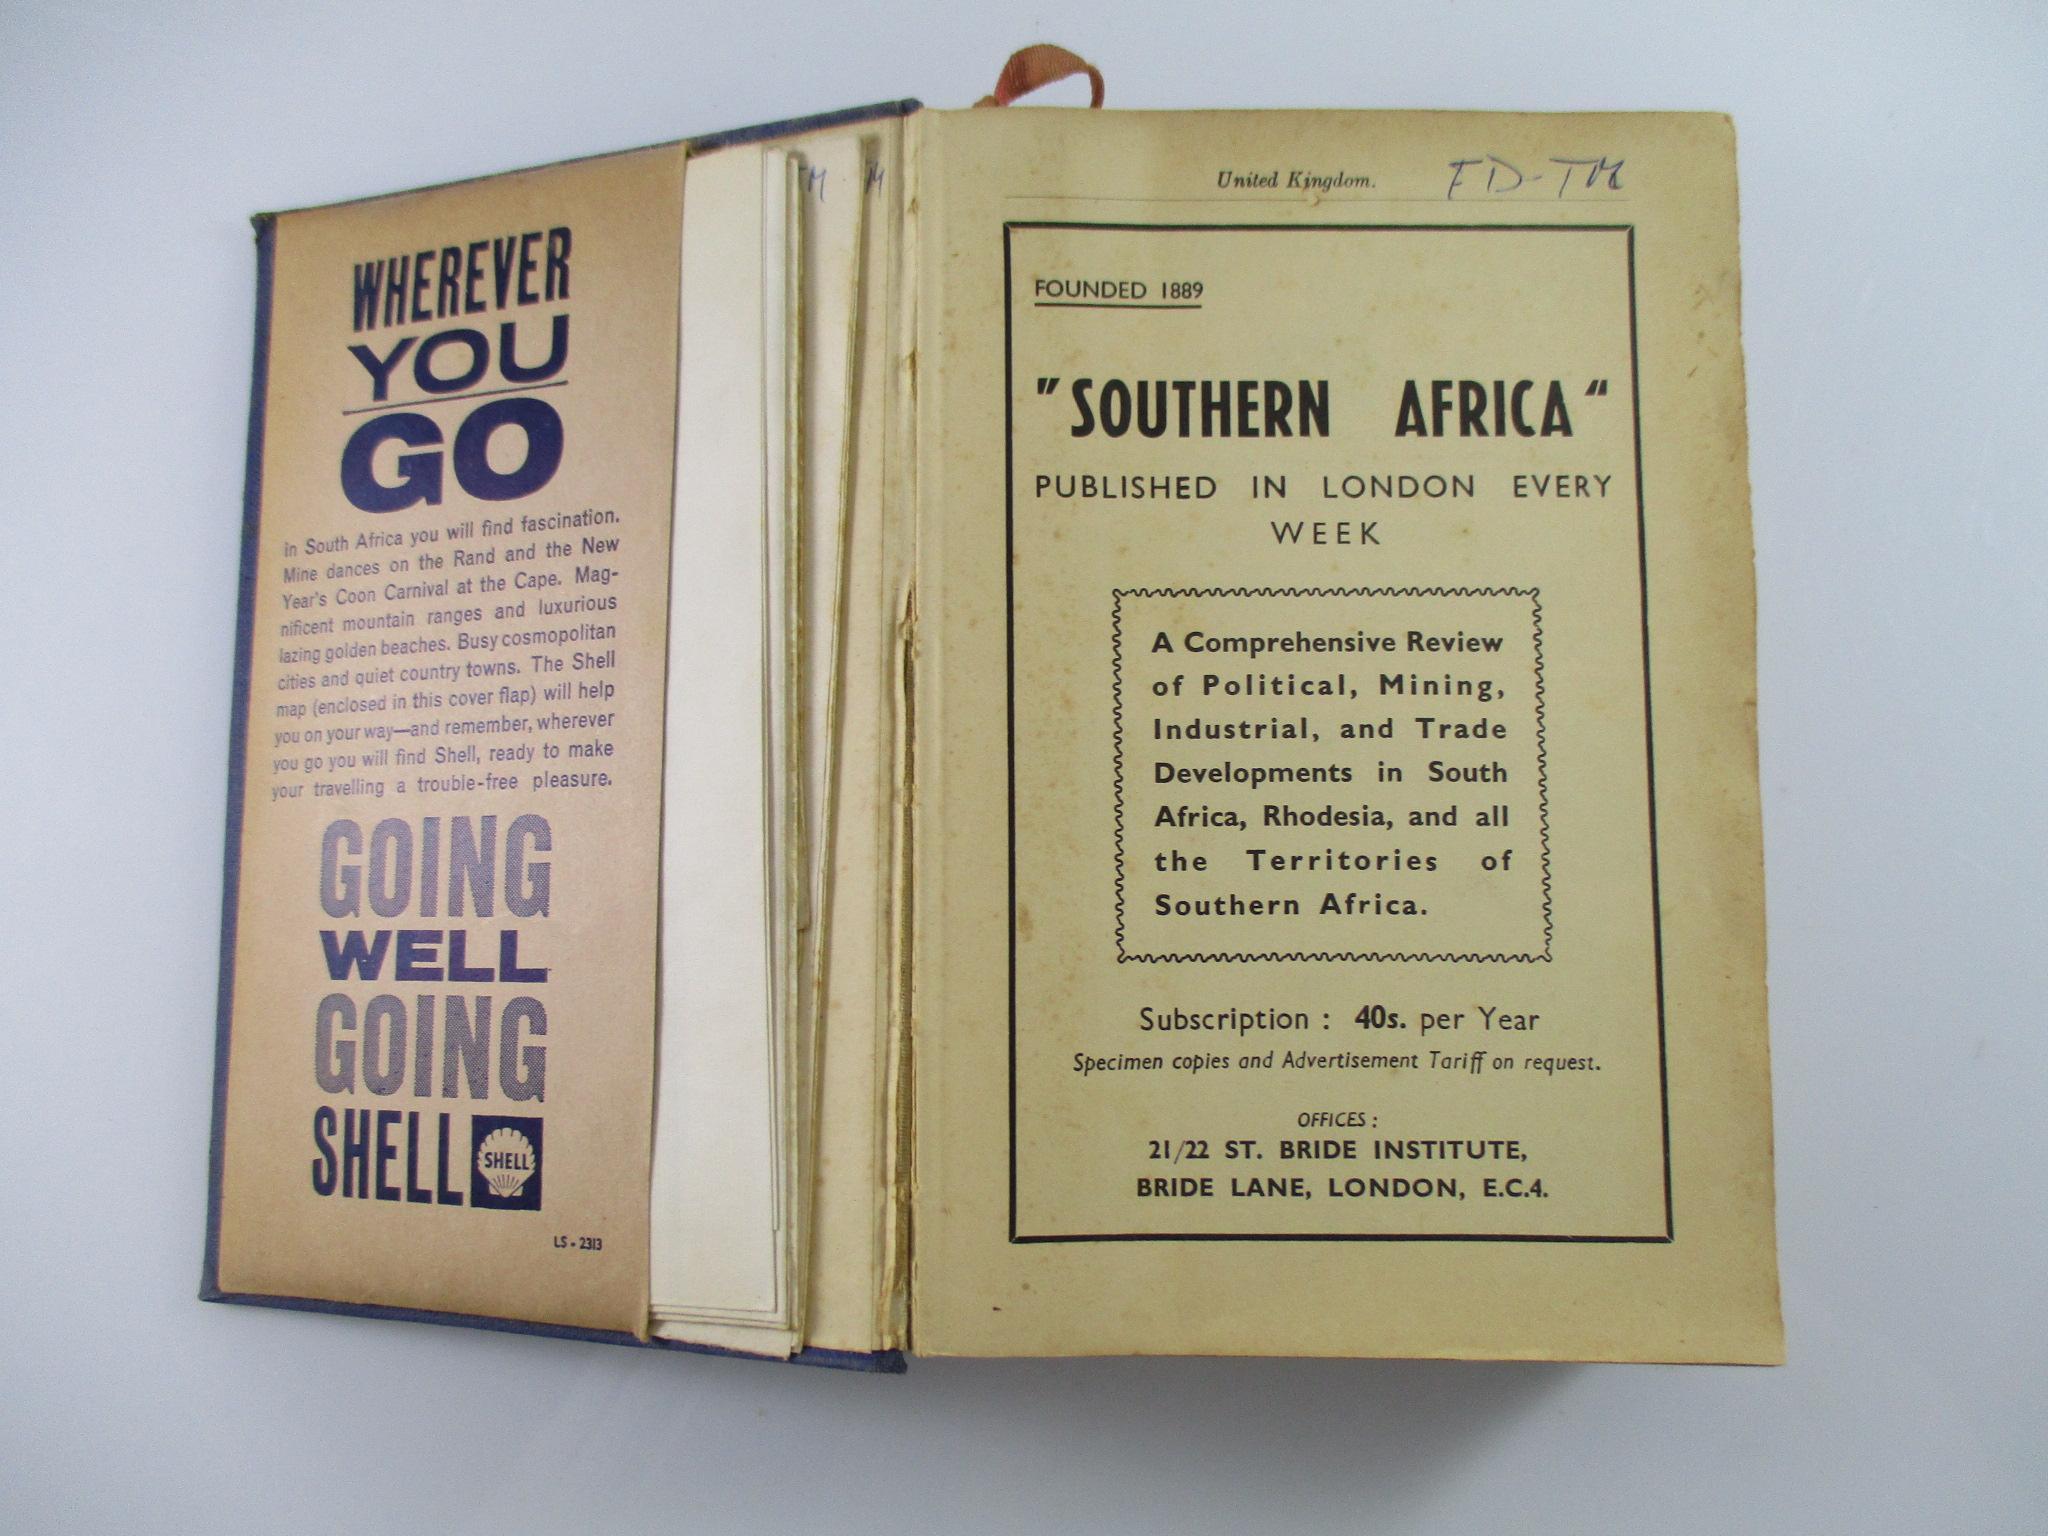 WHEREVER
YOU
GO
in South Africa you will find fascination.
Mine dances on the Rand and the New
Year's Coon Carnival at the Cape. Mag-
nificent mountain ranges and luxurious
lazing golden beaches. Busy cosmopolitan
cities and quiet country towns. The Shell
map (enclosed in this cover flap) will help
you on your way—and remember, wherever
you go you will find Shell, ready to make
your travelling a trouble-free pleasure.
GOING
WELL
GOING
SHELL
SHELL
LS - 2313
M
M
United Kingdom. FD-TM
FOUNDED 1889
"SOUTHERN AFRICA"
PUBLISHED IN LONDON EVERY
WEEK
A Comprehensive Review
of Political, Mining,
Industrial, and Trade
Developments in South
Africa, Rhodesia, and all
the Territories of
Southern Africa.
Subscription : 40s. per Year
Specimen copies and Advertisement Tariff on request.
OFFICES :
21/22 ST. BRIDE INSTITUTE,
BRIDE LANE, LONDON, E.C.4.